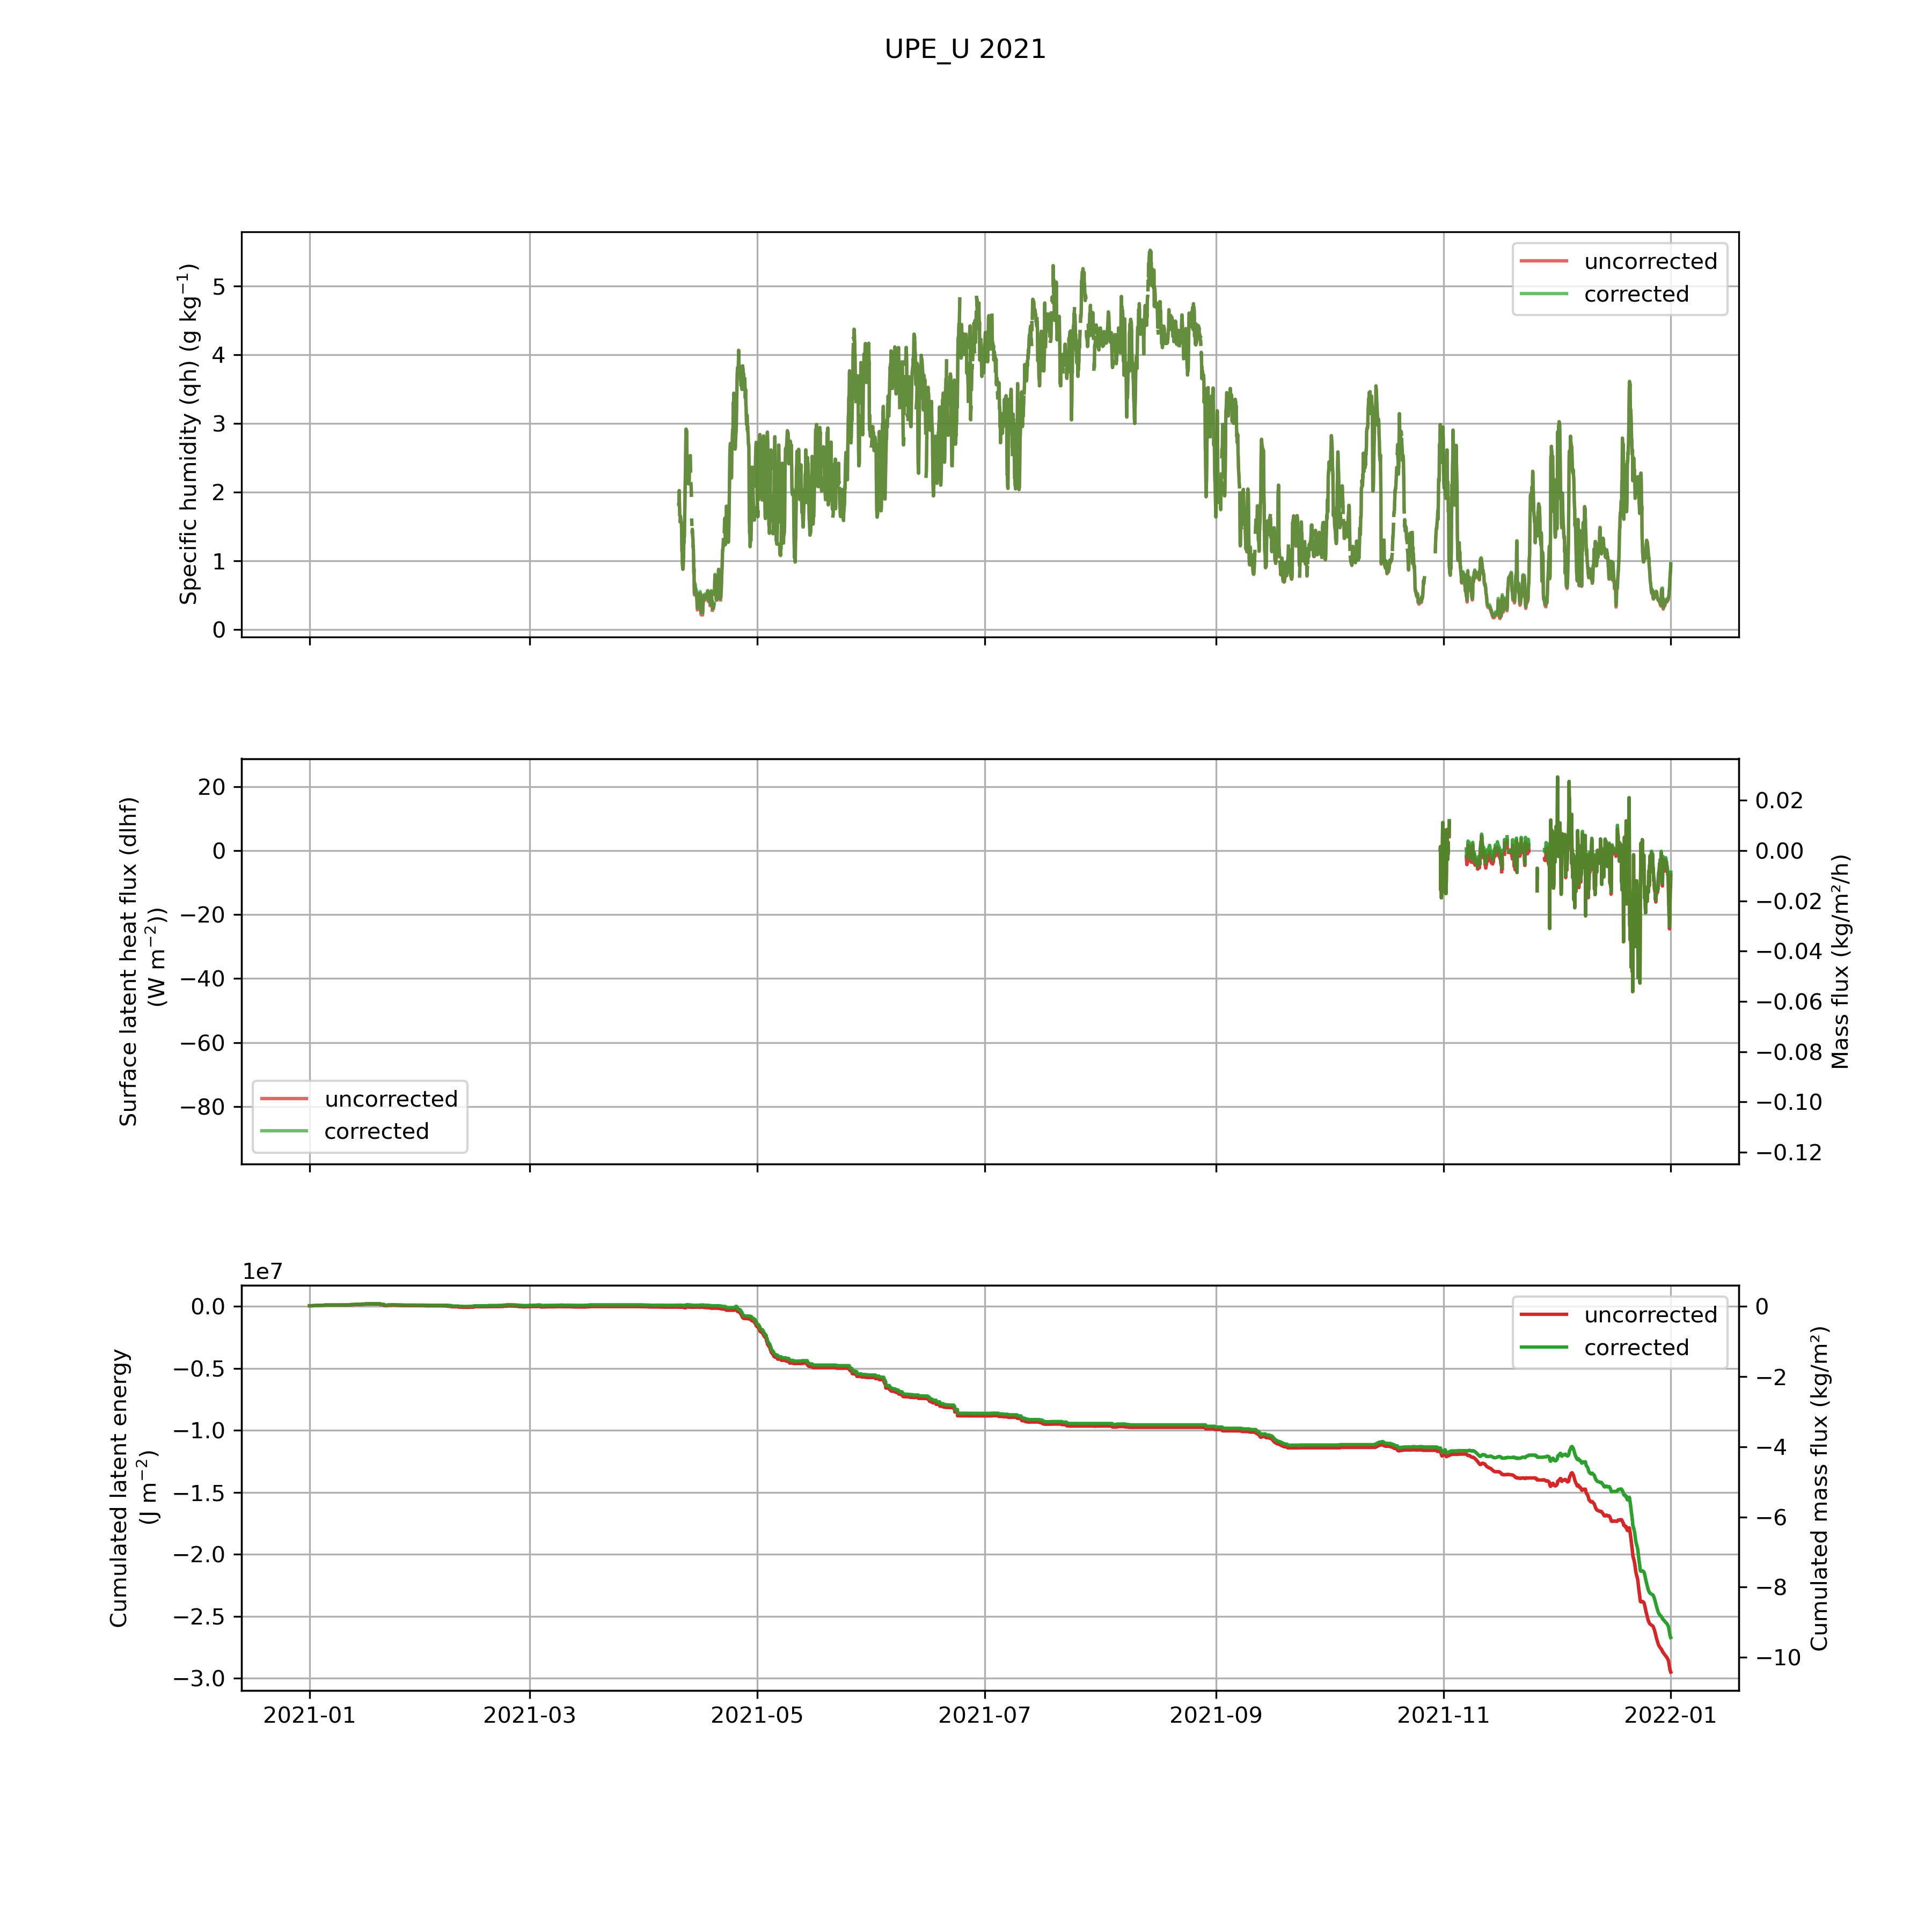 UPE_U 2021
Specific humidity (qh) (g kg⁻¹)
5
4
3
2
1
0
uncorrected
corrected
Surface latent heat flux (dlhf)
(W m⁻²))
20
0
−20
−40
−60
−80
uncorrected
corrected
0.02
0.00
−0.02
−0.04
−0.06
−0.08
−0.10
−0.12
Mass flux (kg/m²/h)
1e7
Cumulated latent energy
(J m⁻²)
0.0
−0.5
−1.0
−1.5
−2.0
−2.5
−3.0
uncorrected
corrected
0
−2
−4
−6
−8
−10
Cumulated mass flux (kg/m²)
2021-01
2021-03
2021-05
2021-07
2021-09
2021-11
2022-01